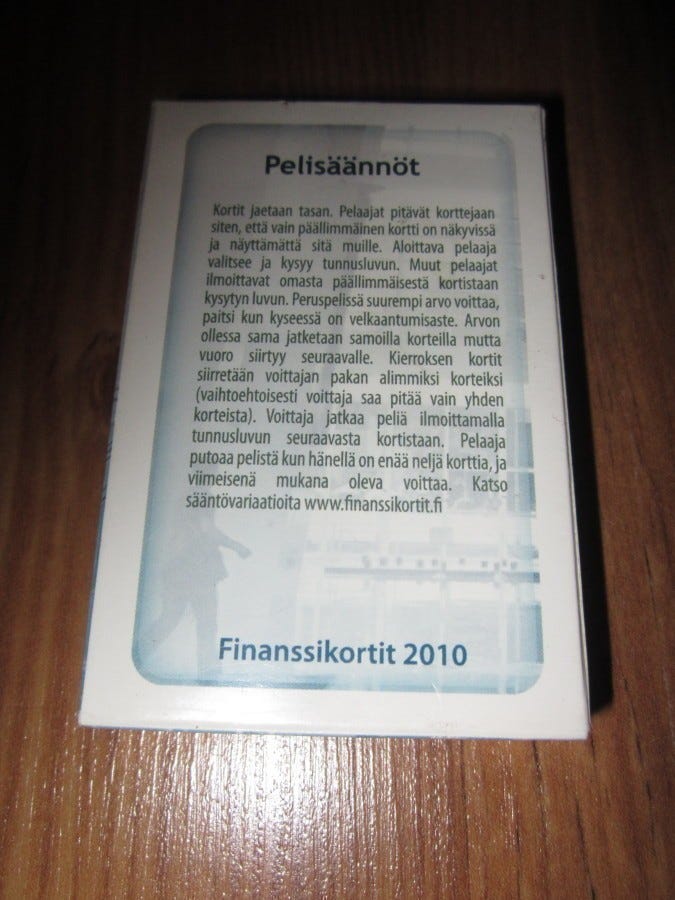 Pelisäännöt
Kortit jaetaan tasan. Pelaajat pitävät korttejaan
siten, että vain päällimmäinen kortti on näkyvissä
ja näyttämättä sitä muille. Aloittava pelaaja
valitsee ja kysyy tunnusluvun. Muut pelaajat
ilmoittavat omasta päällimmäisestä kortistaan
kysytyn luvun. Peruspelissä suurempi arvo voittaa,
paitsi kun kyseessä on velkaantumisaste. Arvon
ollessa sama jatketaan samoilla korteilla mutta
vuoro siirtyy seuraavalle. Kierroksen kortit
siirretään voittajan pakan alimmiksi korteiksi
(vaihtoehtoisesti voittaja saa pitää vain yhden
korteista). Voittaja jatkaa peliä ilmoittamalla
tunnusluvun seuraavasta kortistaan. Pelaaja
putoaa pelistä kun hänellä on enää neljä korttia, ja
viimeisenä mukana oleva voittaa. Katso
sääntövariaatioita www.finanssikortit.fi
Finanssikortit 2010